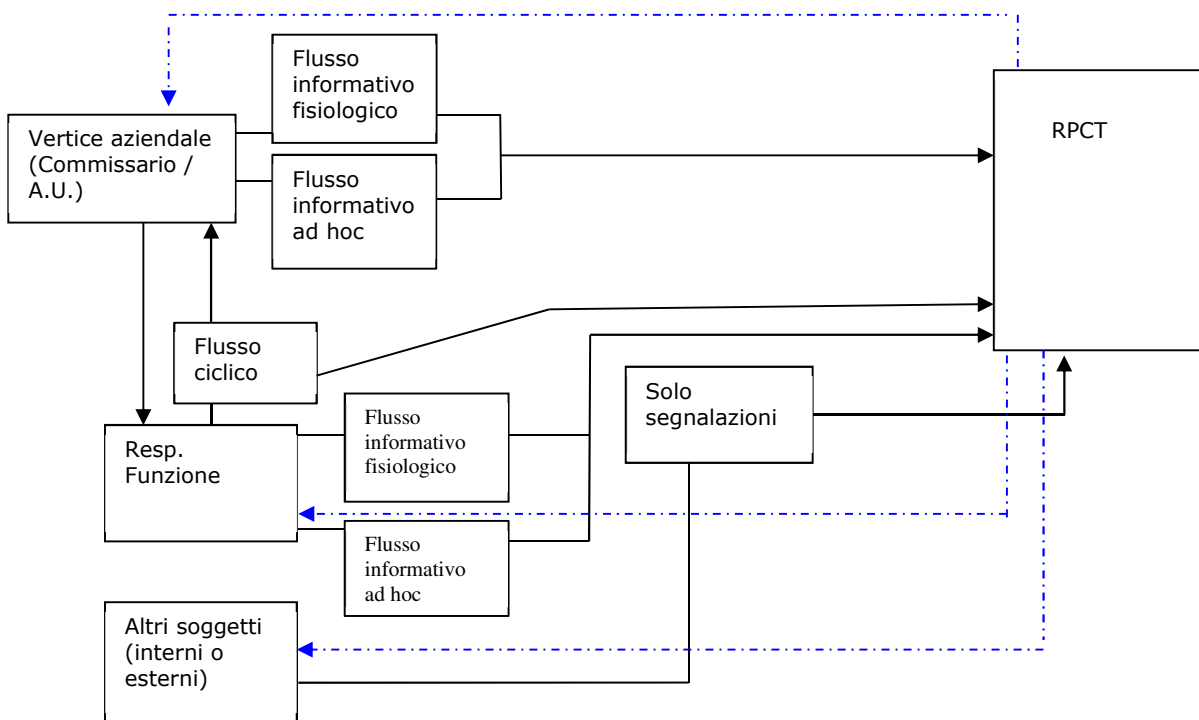 Flusso
informativo
fisiologico
Vertice aziendale
(Commissario /
A.U.)
Flusso
informativo
ad hoc
RPCT
Flusso
ciclico
Solo
segnalazioni
Resp.
Funzione
Flusso
informativo
fisiologico
Flusso
informativo
ad hoc
Altri soggetti
(interni o
esterni)